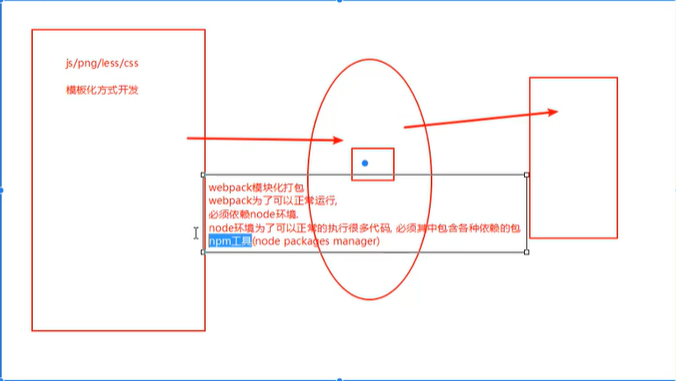 js/png/less/css
模板化方式开发
webpack模块化打包
webpack为了可以正常运行,
必须依赖node环境.
node环境为了可以正常的执行很多代码, 必须其中包含各种依赖的包
npm工具(node packages manager)